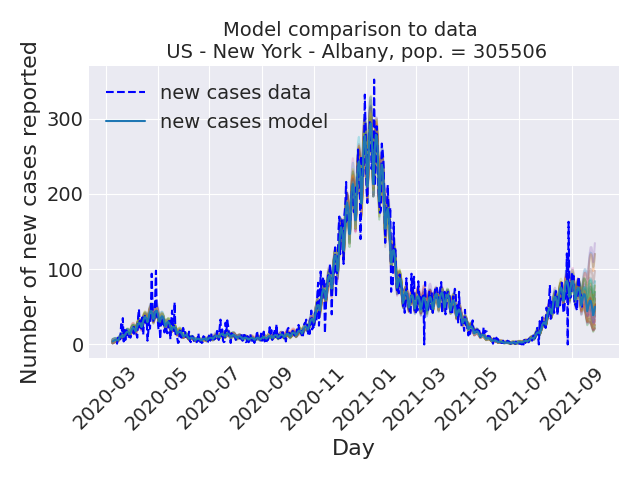 Model comparison to data
US - New York - Albany, pop. = 305506
new cases data
new cases model
Number of new cases reported
300
200
100
0
2020-03
2020-05
2020-07
2020-09
2020-11
2021-01
2021-03
2021-05
2021-07
2021-09
Day